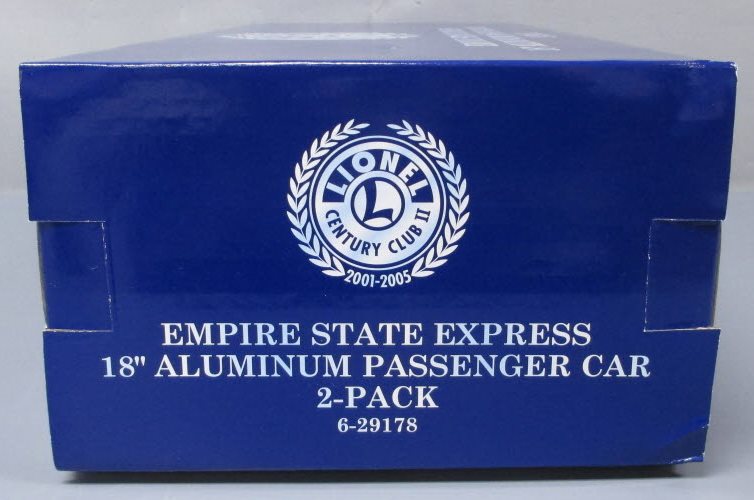 LIONEL
L
CENTURY CLUB II
2001-2005
EMPIRE STATE EXPRESS
18" ALUMINUM PASSENGER CAR
2-PACK
6-29178